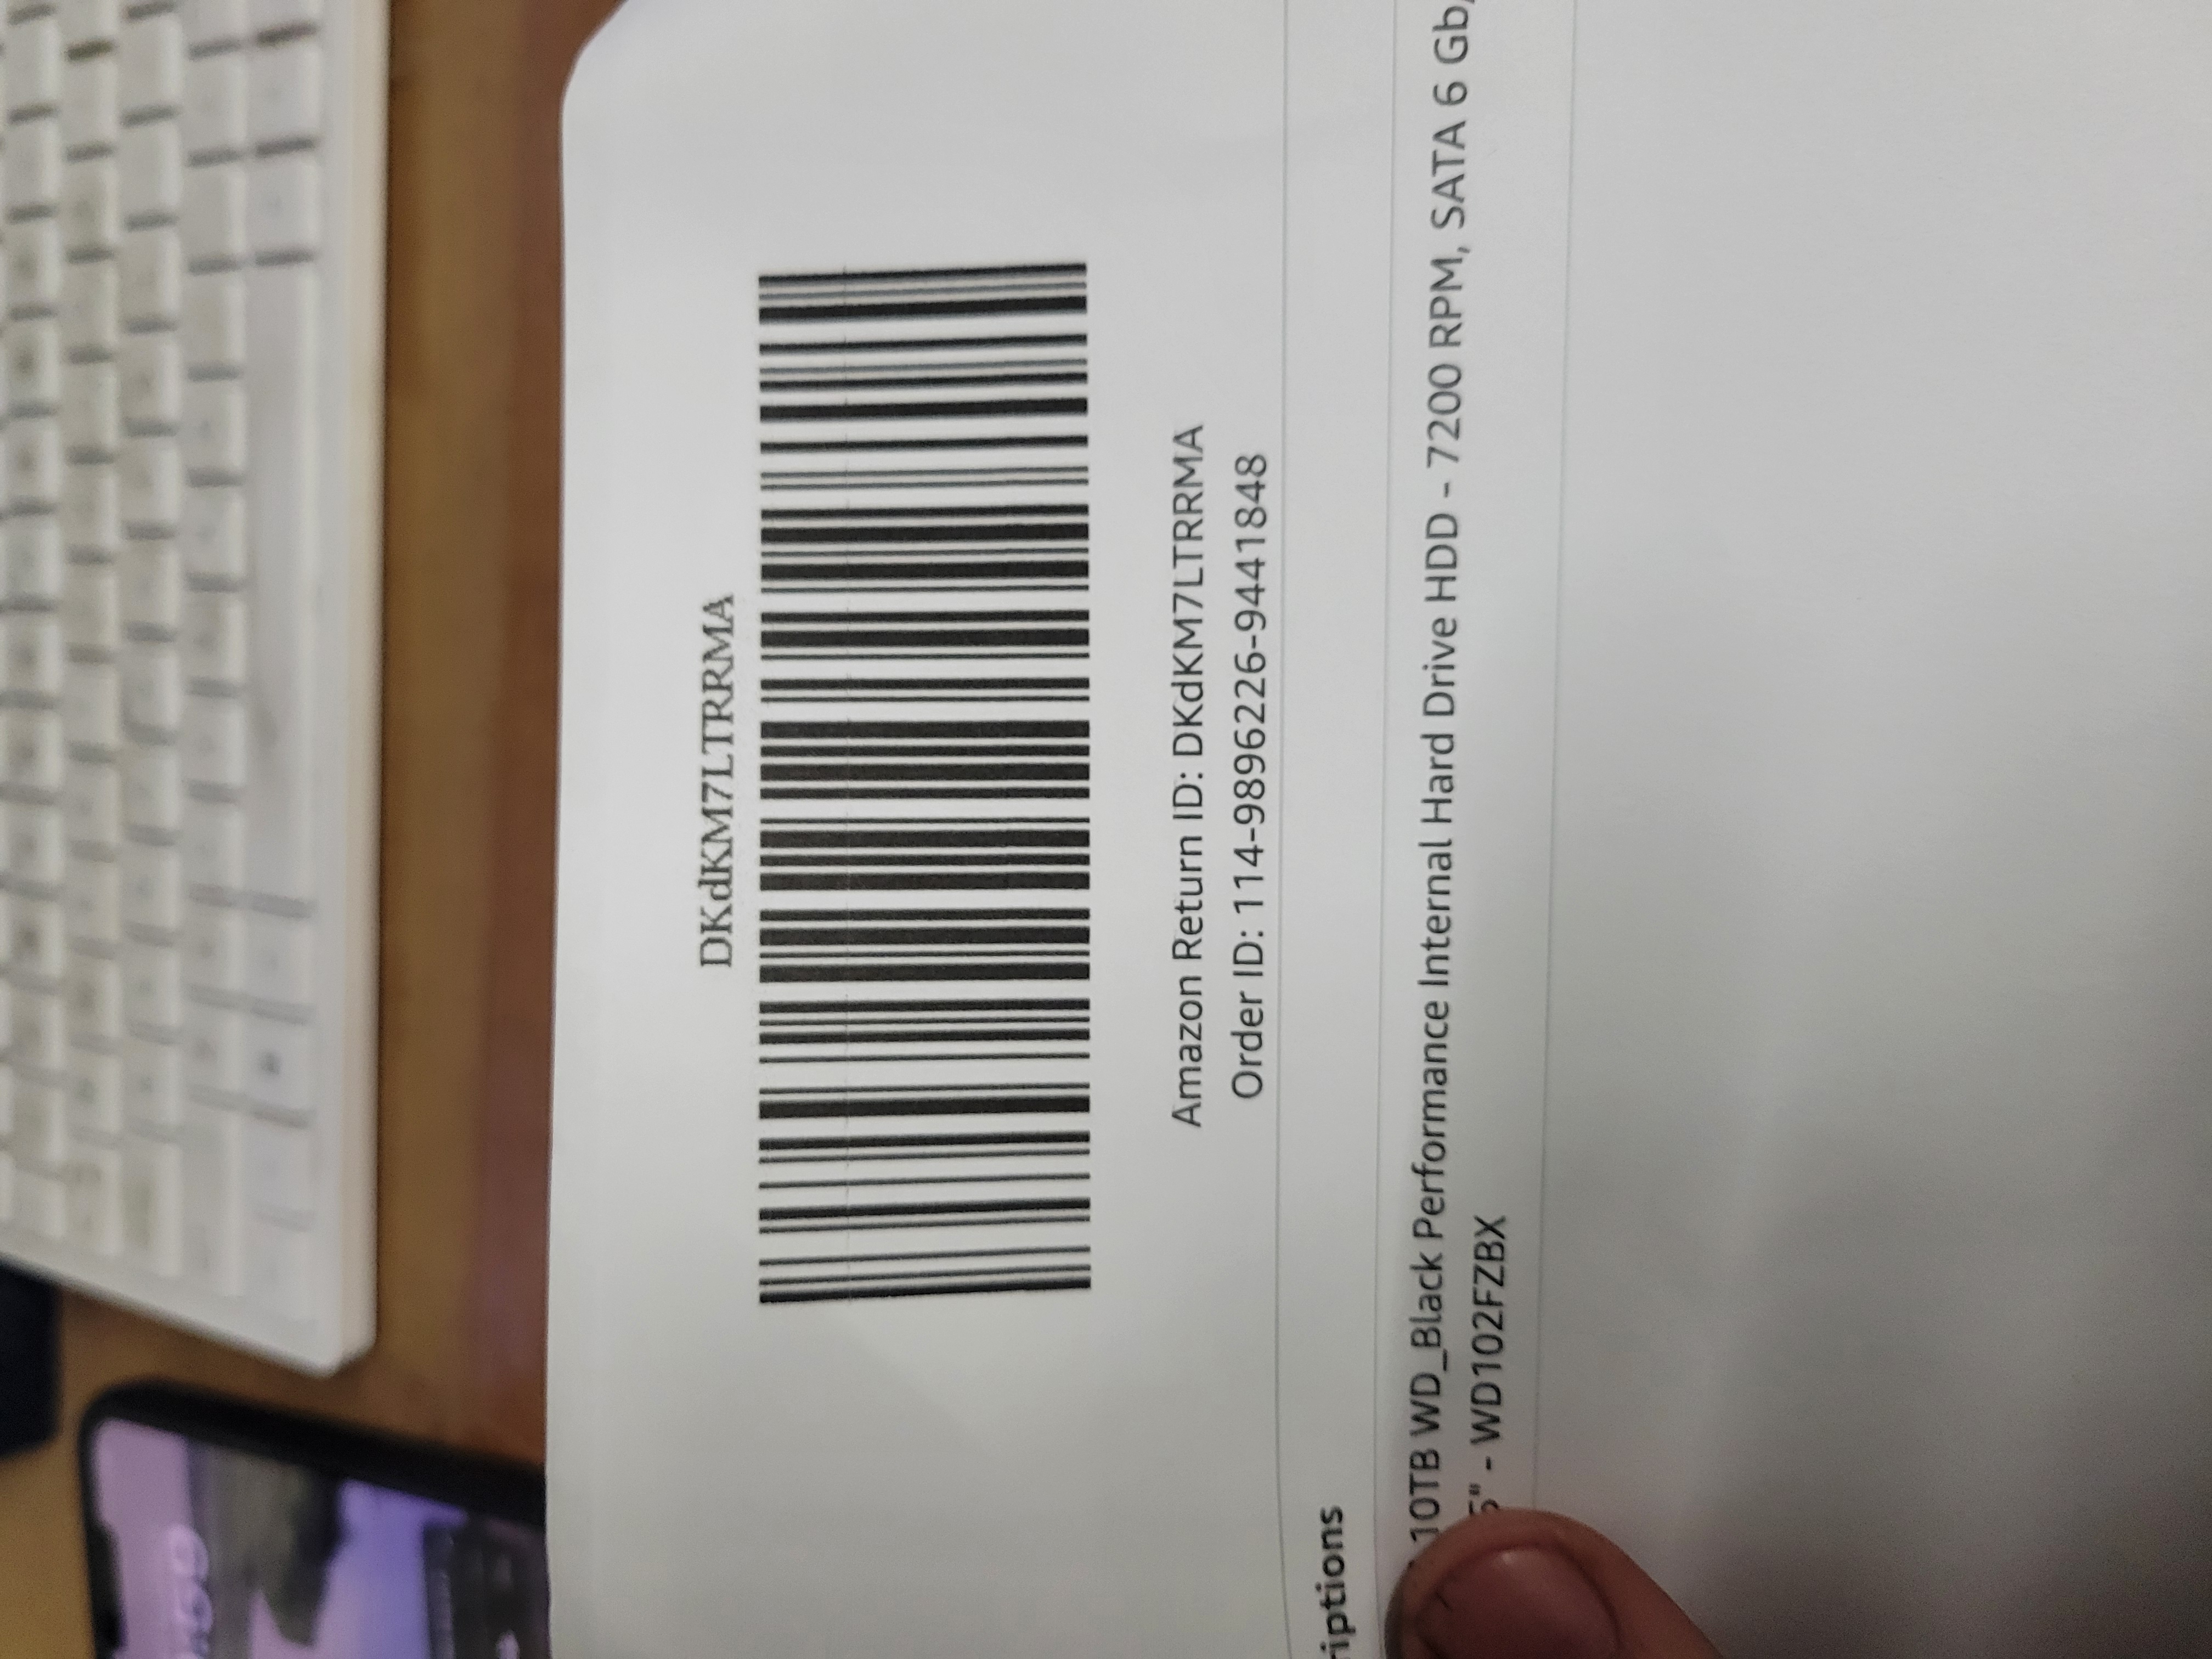 DKdKM7LTRRMA
Amazon Return ID: DKdKM7LTRRMA
Order ID: 114-9896226-9441848
riptions
10TB WD_Black Performance Internal Hard Drive HDD - 7200 RPM, SATA 6 Gb/
5" - WD102FZBX